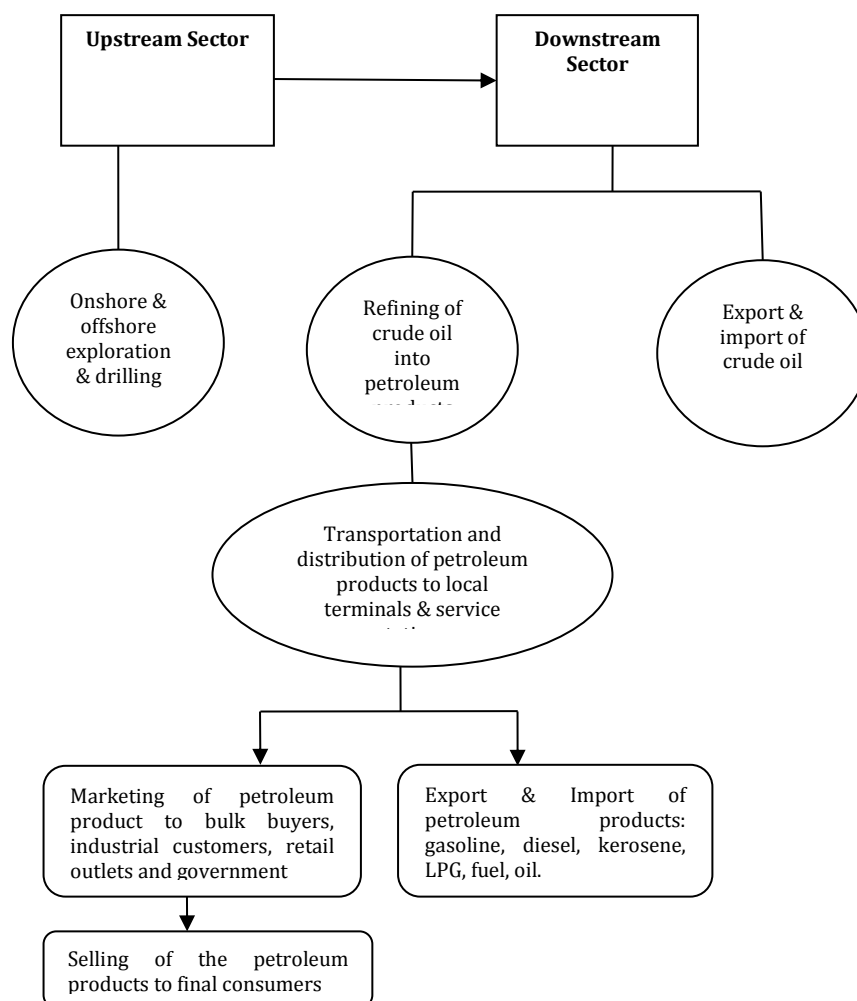 Upstream Sector
Downstream
Sector
Onshore &
offshore
exploration
& drilling
Refining of
crude oil
into
petroleum
products
Export &
import of
crude oil
Transportation and
distribution of petroleum
products to local
terminals & service
Marketing of petroleum
product to bulk buyers,
industrial customers, retail
outlets and government
Export & Import of
petroleum products:
gasoline, diesel, kerosene,
LPG, fuel, oil.
Selling of the petroleum
products to final consumers